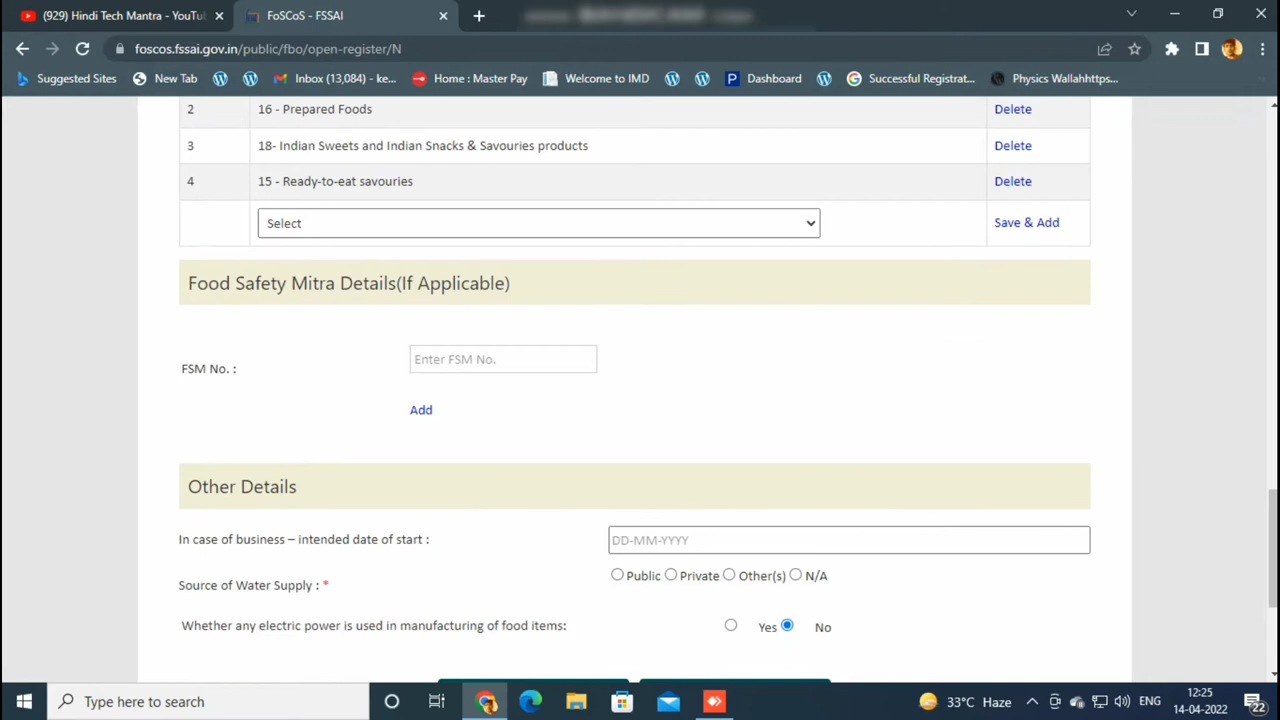 (929) Hindi Tech Mantra - YouTu
FoSCoS - FSSAI
foscos.fssai.gov.in/public/fbo/open-register/N
Suggested Sites
New Tab
Inbox (13,084) - ke...
Home : Master Pay
Welcome to IMD
Dashboard
Successful Registrat...
Physics Wallahhttps...
2 16 - Prepared Foods Delete
3 18- Indian Sweets and Indian Snacks & Savouries products Delete
4 15 - Ready-to-eat savouries Delete
Select Save & Add
Food Safety Mitra Details(If Applicable)
FSM No. : Enter FSM No.
Add
Other Details
In case of business – intended date of start : DD-MM-YYYY
Source of Water Supply : * Public Private Other(s) N/A
Whether any electric power is used in manufacturing of food items: Yes No
Type here to search
33°C Haze
ENG
12:25
14-04-2022
22